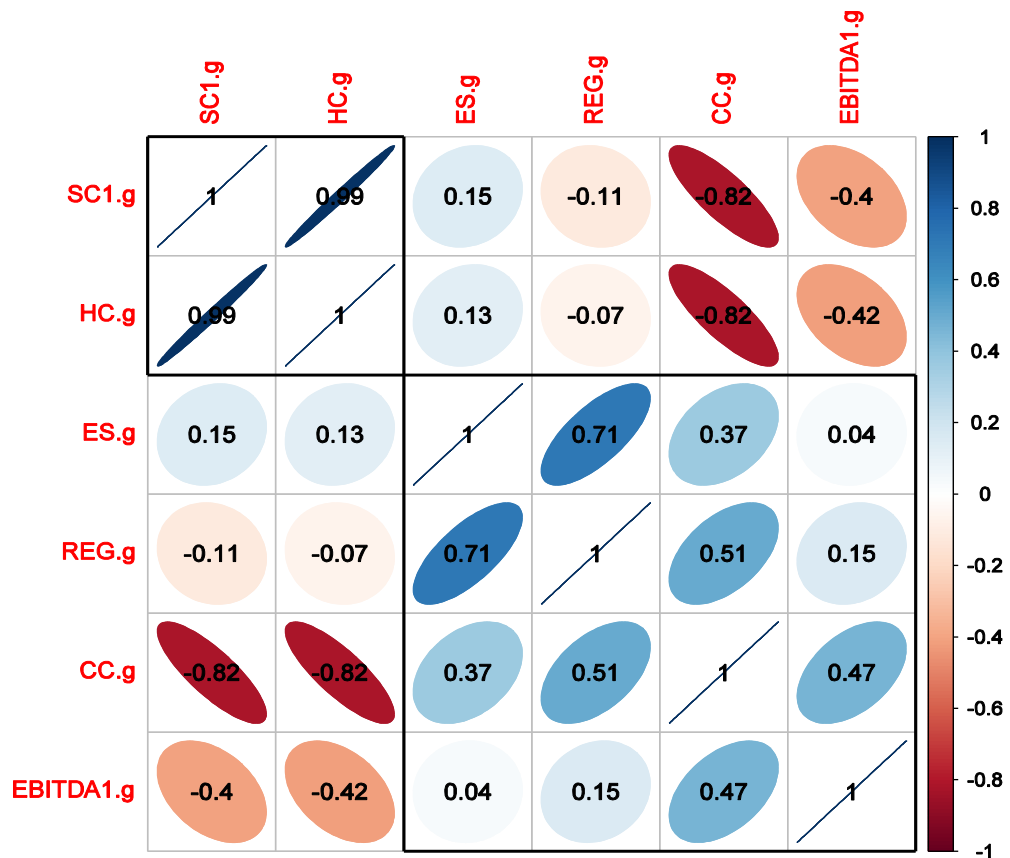 SC1.g HC.g ES.g REG.g CC.g EBITDA1.g
SC1.g 1 0.99 0.15 -0.11 -0.82 -0.4
HC.g 0.99 1 0.13 -0.07 -0.82 -0.42
ES.g 0.15 0.13 1 0.71 0.37 0.04
REG.g -0.11 -0.07 0.71 1 0.51 0.15
CC.g -0.82 -0.82 0.37 0.51 1 0.47
EBITDA1.g -0.4 -0.42 0.04 0.15 0.47 1
1
0.8
0.6
0.4
0.2
0
-0.2
-0.4
-0.6
-0.8
-1